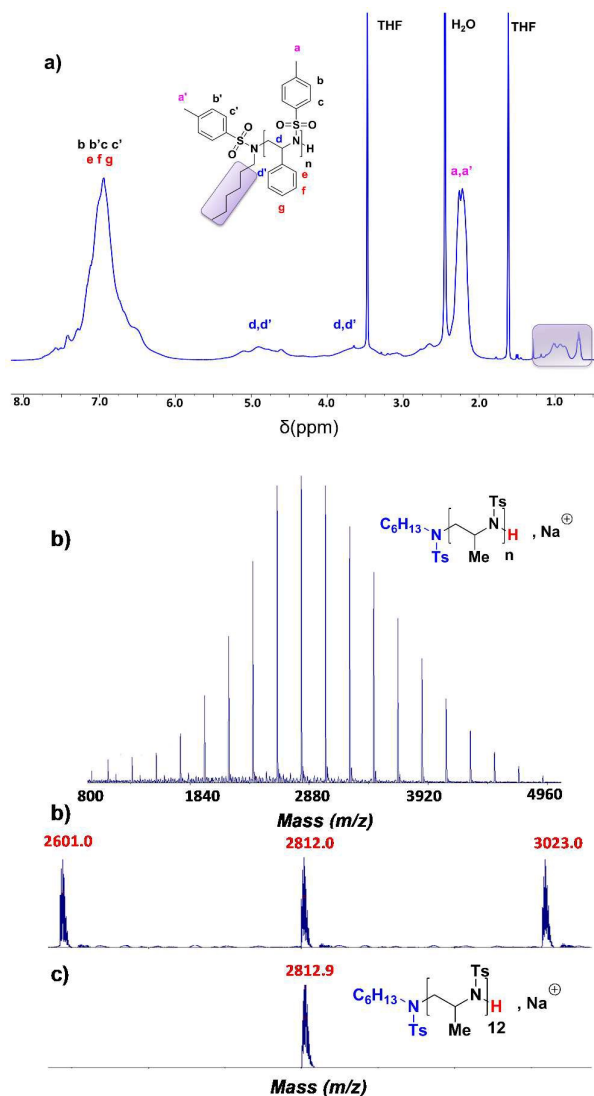 a)
THF
H2O
THF
a
b
c
a'
b'
c'
O
S
O
d
N
H
n
O
S
O
N
d'
e
f
g
b b'c c'
e f g
a,a'
d,d'
d,d'
8.0 7.0 6.0 5.0 4.0 3.0 2.0 1.0
δ(ppm)
b)
Ts
C6H13 N N H , Na⊕
Ts Me n
800 1840 2880 3920 4960
Mass (m/z)
b)
2601.0 2812.0 3023.0
c)
2812.9
Ts
C6H13 N N H , Na⊕
Ts Me 12
Mass (m/z)